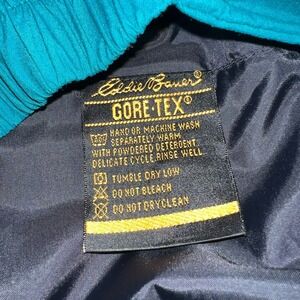 Eddie Bauer®
GORE-TEX®
HAND OR MACHINE WASH
SEPARATELY WARM
WITH POWDERED DETERGENT
DELICATE CYCLE, RINSE WELL.
TUMBLE DRY LOW
DO NOT BLEACH
DO NOT DRYCLEAN